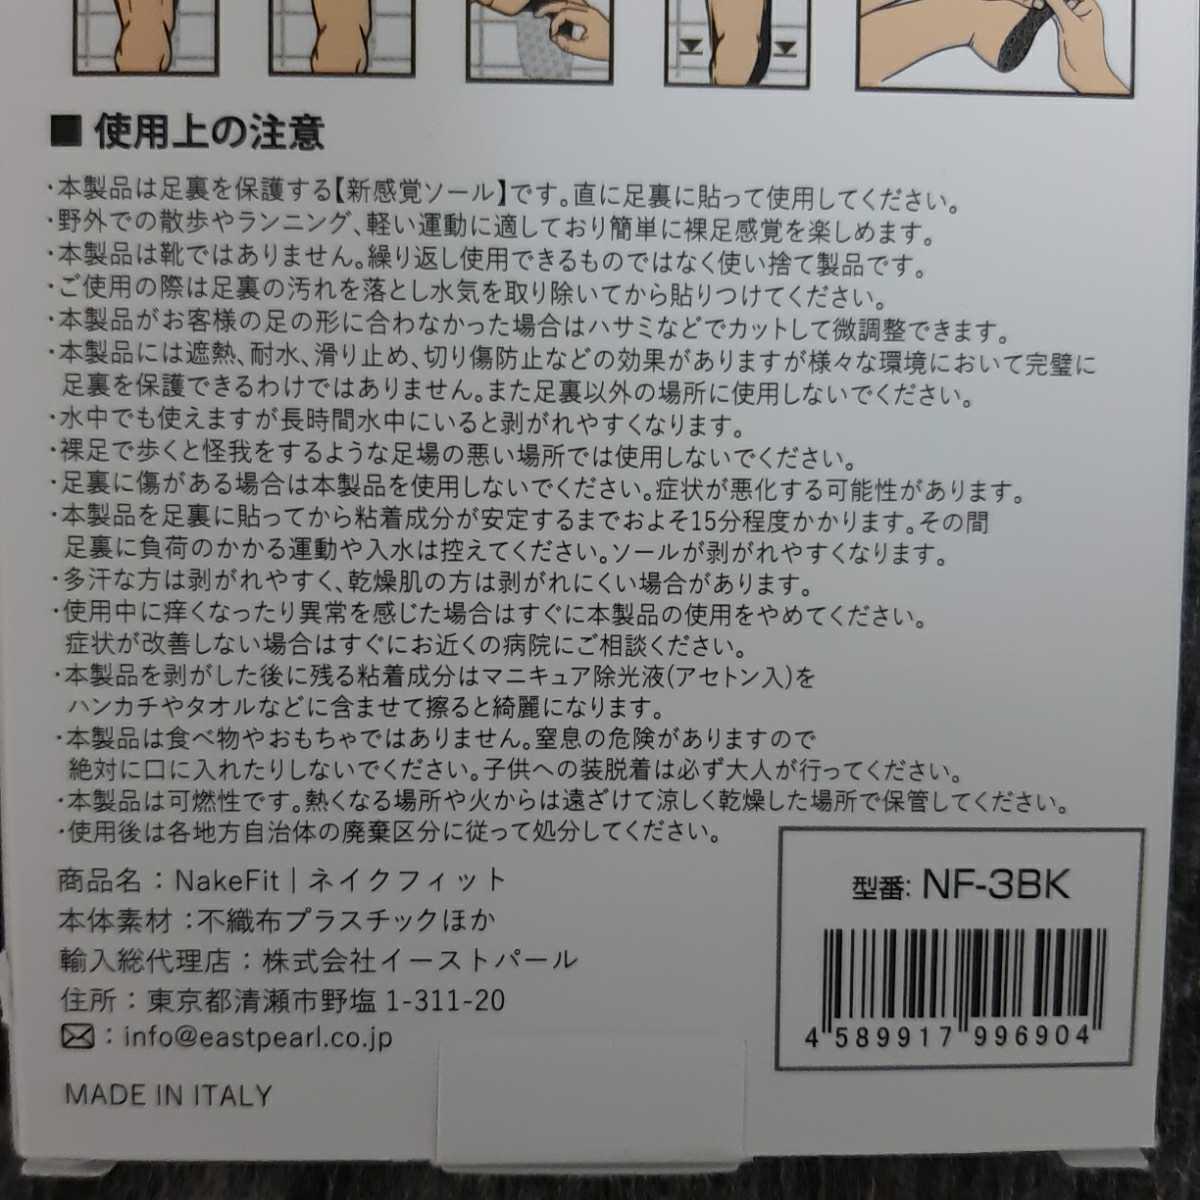 ■ 使用上の注意
・本製品は足裏を保護する【新感覚ソール】です。直に足裏に貼って使用してください。
・野外での散歩やランニング、軽い運動に適しており簡単に裸足感覚を楽しめます。
・本製品は靴ではありません。繰り返し使用できるものではなく使い捨て製品です。
・ご使用の際は足裏の汚れを落とし水気を取り除いてから貼りつけてください。
・本製品がお客様の足の形に合わなかった場合はハサミなどでカットして微調整できます。
・本製品には遮熱、耐水、滑り止め、切り傷防止などの効果がありますが様々な環境において完璧に
足裏を保護できるわけではありません。また足裏以外の場所に使用しないでください。
・水中でも使えますが長時間水中にいると剥がれやすくなります。
・裸足で歩くと怪我をするような足場の悪い場所では使用しないでください。
・足裏に傷がある場合は本製品を使用しないでください。症状が悪化する可能性があります。
・本製品を足裏に貼ってから粘着成分が安定するまでおよそ15分程度かかります。その間
足裏に負荷のかかる運動や入水は控えてください。ソールが剥がれやすくなります。
・多汗な方は剥がれやすく、乾燥肌の方は剥がれにくい場合があります。
・使用中に痒くなったり異常を感じた場合はすぐに本製品の使用をやめてください。
症状が改善しない場合はすぐにお近くの病院にご相談ください。
・本製品を剥がした後に残る粘着成分はマニキュア除光液(アセトン入)を
ハンカチやタオルなどに含ませて擦ると綺麗になります。
・本製品は食べ物やおもちゃではありません。窒息の危険がありますので
絶対に口に入れたりしないでください。子供への装脱着は必ず大人が行ってください。
・本製品は可燃性です。熱くなる場所や火からは遠ざけて涼しく乾燥した場所で保管してください。
・使用後は各地方自治体の廃棄区分に従って処分してください。
商品名：NakeFit｜ネイクフィット
本体素材：不織布プラスチックほか
輸入総代理店：株式会社イーストパール
住所：東京都清瀬市野塩 1-311-20
✉：info@eastpearl.co.jp
MADE IN ITALY
型番: NF-3BK
4 589917 996904